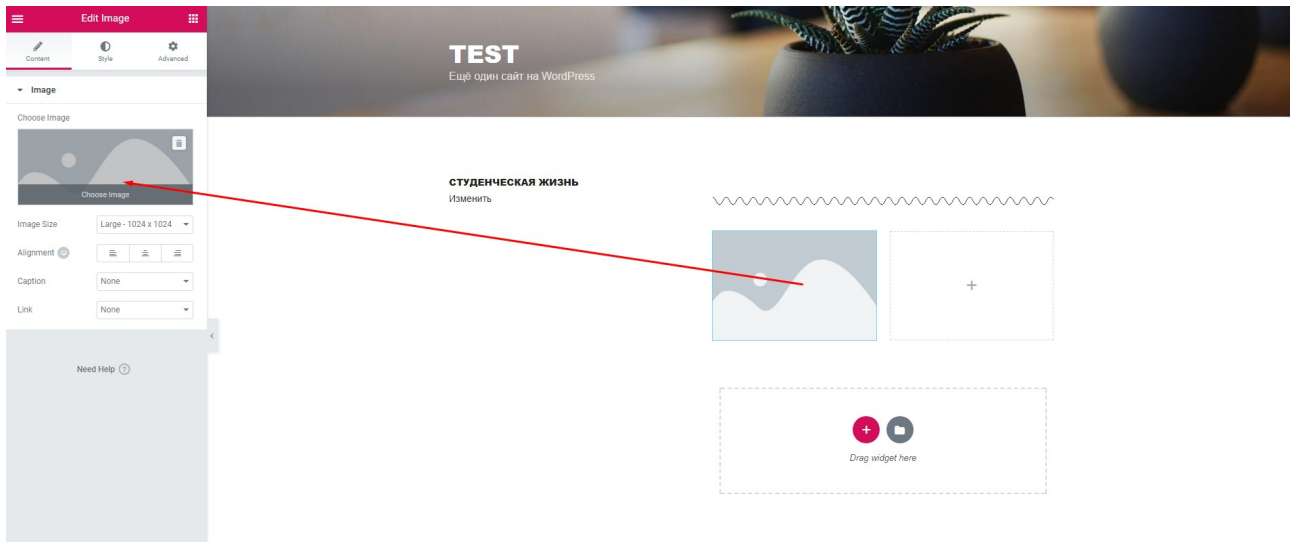 Edit Image
Content
Style
Advanced
Image
Choose Image
Choose Image
Image Size
Large - 1024 x 1024
Alignment
Caption
None
Link
None
Need Help ?
TEST
Ещё один сайт на WordPress
СТУДЕНЧЕСКАЯ ЖИЗНЬ
Изменить
Drag widget here